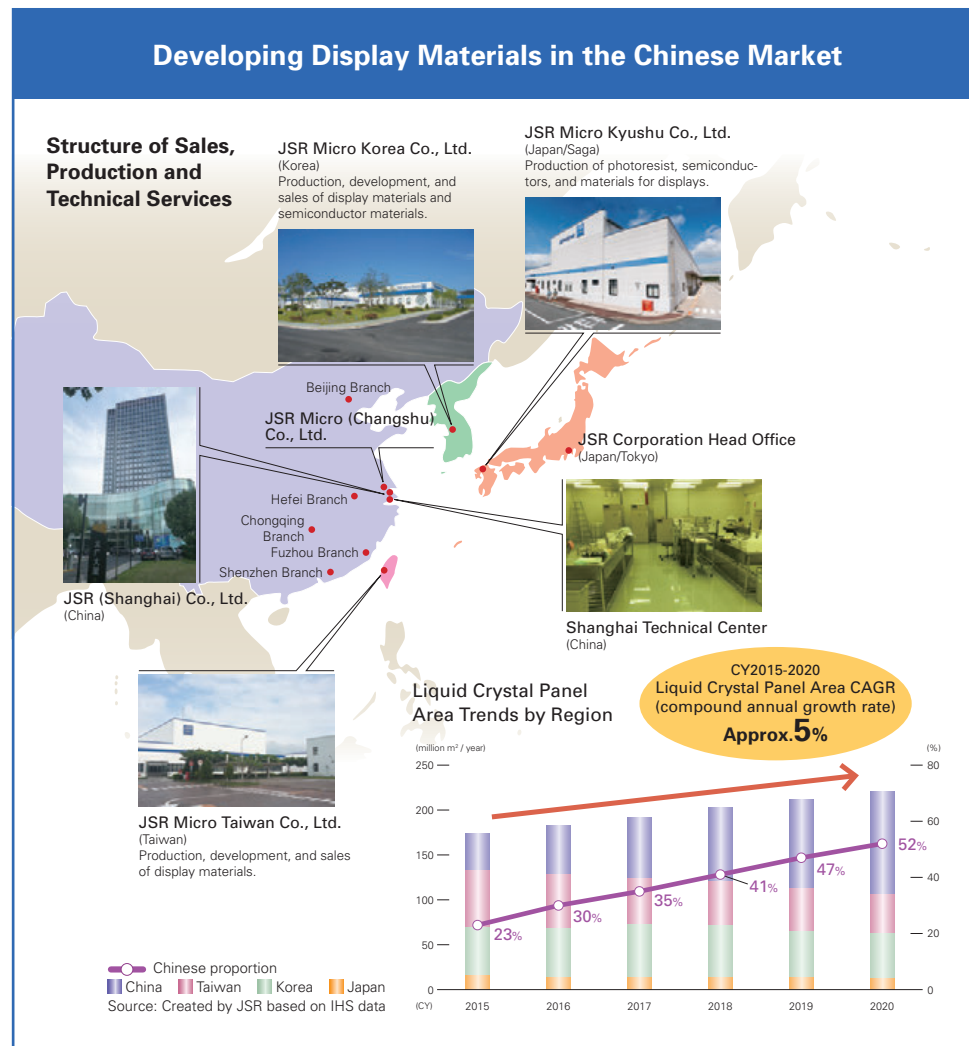 Developing Display Materials in the Chinese Market
Structure of Sales,
Production and
Technical Services
JSR Micro Korea Co., Ltd.
(Korea)
Production, development, and
sales of display materials and
semiconductor materials.
JSR Micro Kyushu Co., Ltd.
(Japan/Saga)
Production of photoresist, semiconduc-
tors, and materials for displays.
Beijing Branch
JSR Micro (Changshu)
Co., Ltd.
JSR Corporation Head Office
(Japan/Tokyo)
Hefei Branch
Chongqing
Branch
Fuzhou Branch
Shenzhen Branch
JSR (Shanghai) Co., Ltd.
(China)
Shanghai Technical Center
(China)
JSR Micro Taiwan Co., Ltd.
(Taiwan)
Production, development, and sales
of display materials.
Liquid Crystal Panel
Area Trends by Region
CY2015-2020
Liquid Crystal Panel Area CAGR
(compound annual growth rate)
Approx.5%
(million m² / year)
(%)
250
80
200
60
150
40
100
20
50
0
0
23%
30%
35%
41%
47%
52%
(CY)
2015
2016
2017
2018
2019
2020
Chinese proportion
China
Taiwan
Korea
Japan
Source: Created by JSR based on IHS data